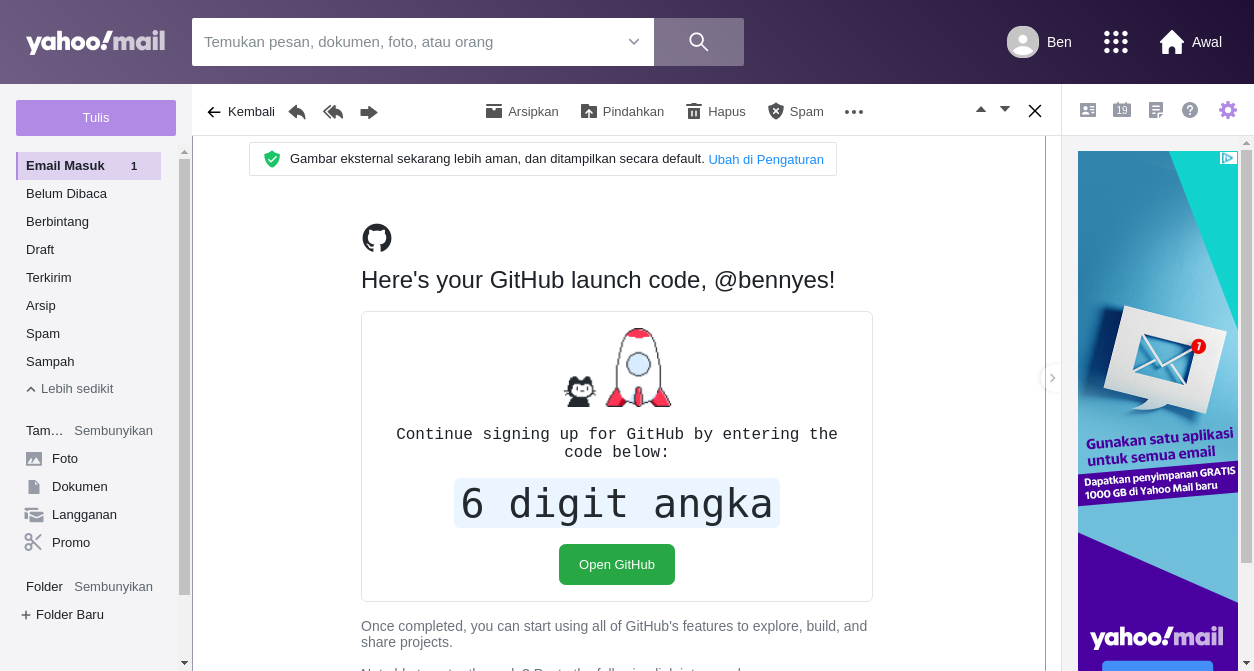 yahoo!mail
Temukan pesan, dokumen, foto, atau orang
Ben
Awal
Tulis
Kembali
Arsipkan
Pindahkan
Hapus
Spam
19
Email Masuk 1
Belum Dibaca
Berbintang
Draft
Terkirim
Arsip
Spam
Sampah
Lebih sedikit
Tam... Sembunyikan
Foto
Dokumen
Langganan
Promo
Folder Sembunyikan
+ Folder Baru
Gambar eksternal sekarang lebih aman, dan ditampilkan secara default. Ubah di Pengaturan
Here's your GitHub launch code, @bennyes!
Continue signing up for GitHub by entering the
code below:
6 digit angka
Open GitHub
Once completed, you can start using all of GitHub's features to explore, build, and
share projects.
Gunakan satu aplikasi
untuk semua email
Dapatkan penyimpanan GRATIS
1000 GB di Yahoo Mail baru
yahoo!mail